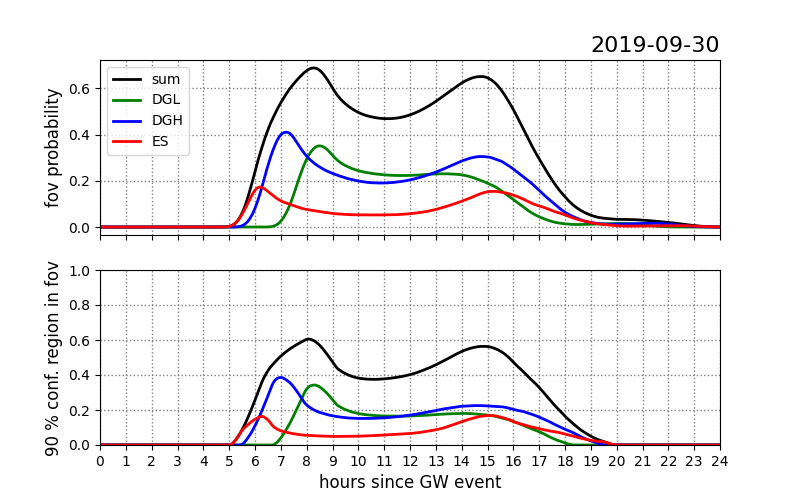 2019-09-30
fov probability
0.6
0.4
0.2
0.0
sum
DGL
DGH
ES
90 % conf. region in fov
1.0
0.8
0.6
0.4
0.2
0.0
0 1 2 3 4 5 6 7 8 9 10 11 12 13 14 15 16 17 18 19 20 21 22 23 24
hours since GW event